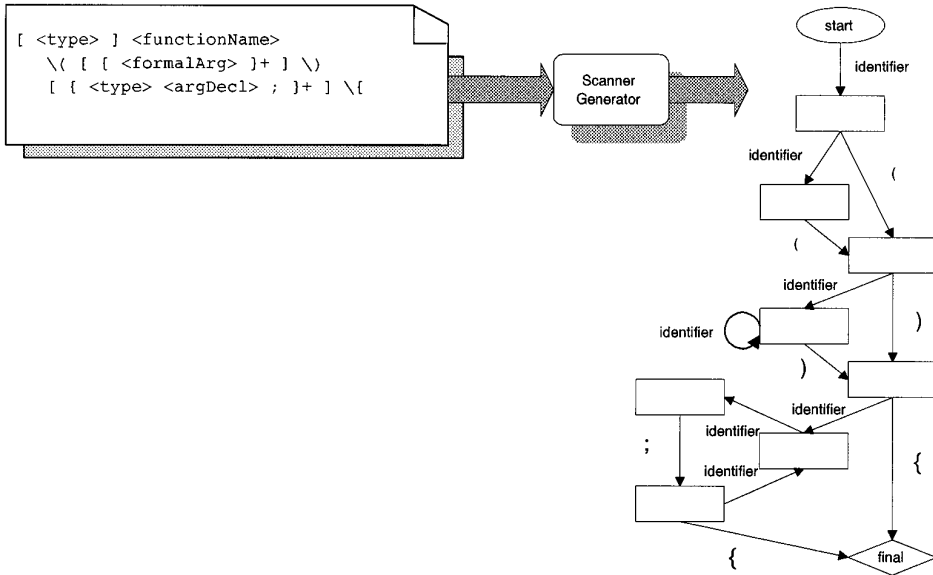 [ <type> ] <functionName>
\( [ { <formalArg> }+ ] \)
[ { <type> <argDecl> ; }+ ] \{
Scanner
Generator
start
identifier
identifier
(
(
identifier
identifier
)
)
identifier
identifier
;
identifier
{
{
final